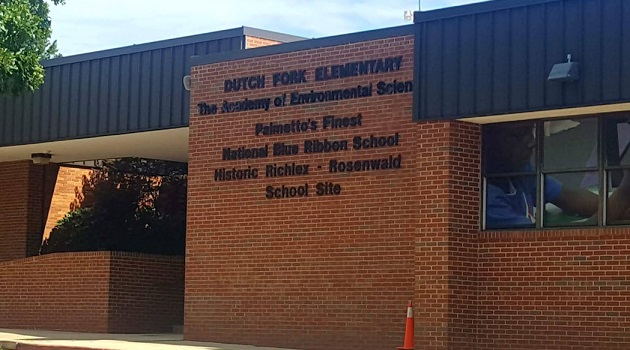 DUTCH FORK ELEMENTARY
The Academy of Environmental Scien
Palmetto's Finest
National Blue Ribbon School
Historic Richlex - Rosenwald
School Site